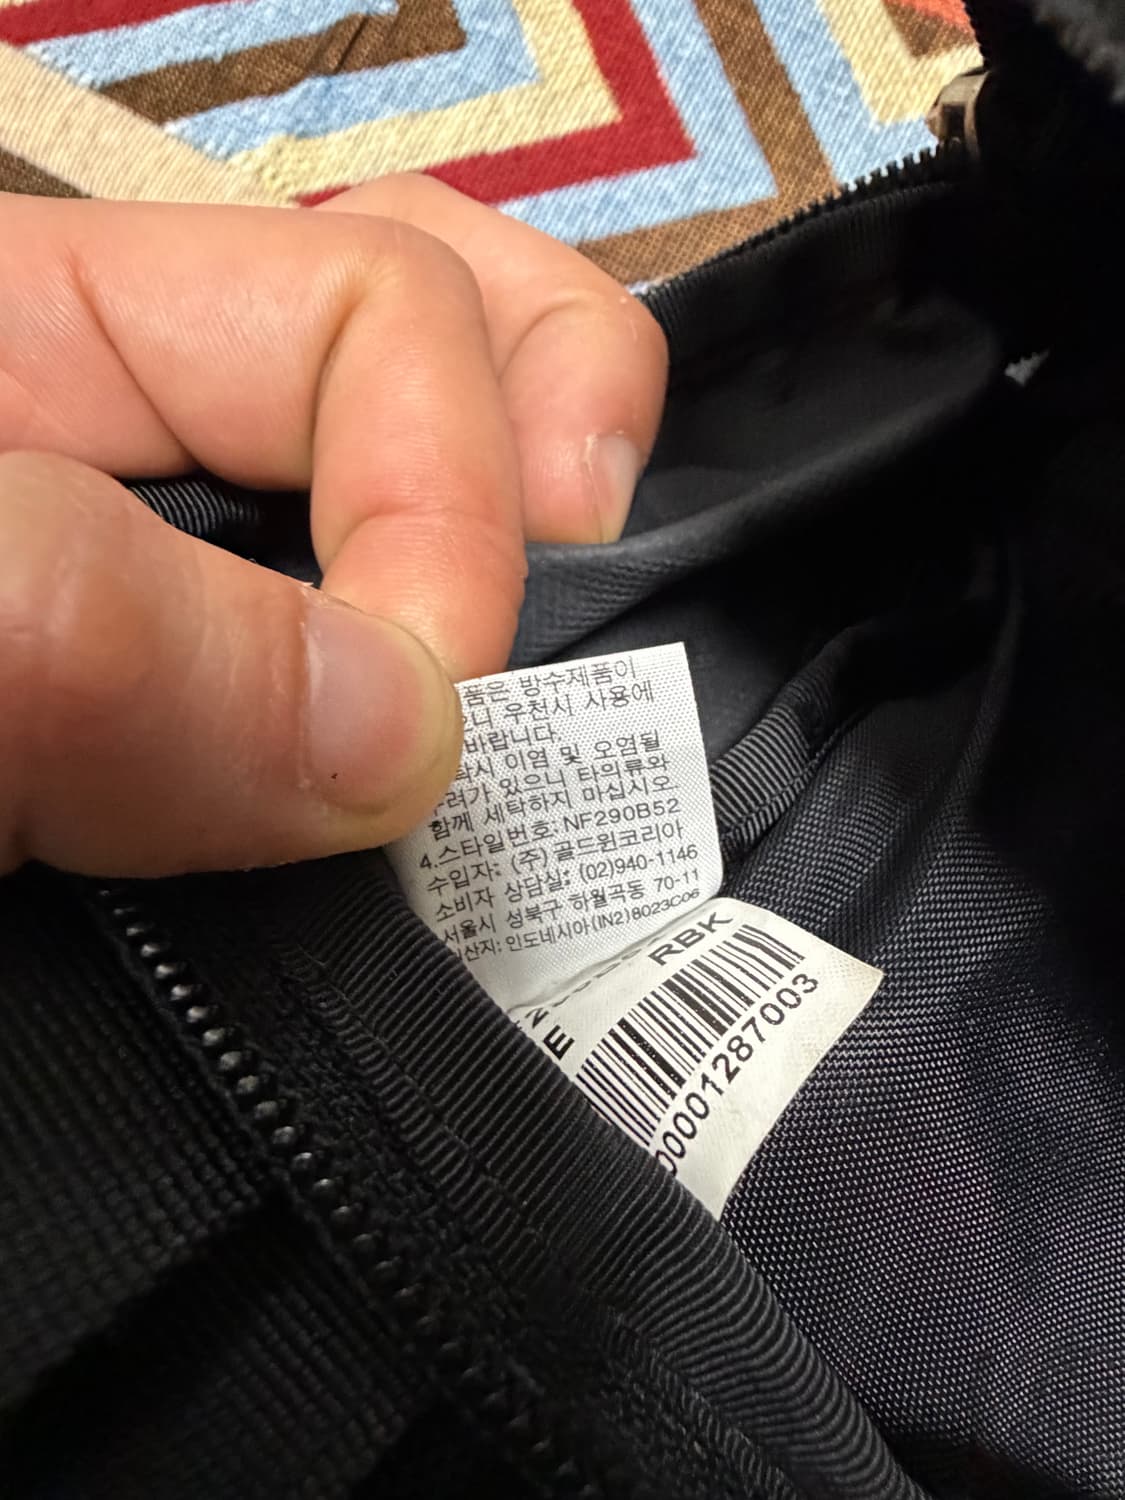 품은 방수제품이
우천시 사용에
바랍니다.
이염 및 오염될
우려가 있으니 타의류와
함께 세탁하지 마십시오
4.스타일번호:NF290B52
수입자: (주)골드윈코리아
소비자 상담실: (02)940-1146
서울시 성북구 하월곡동 70-11
산지: 인도네시아(IN2)8023C06
RBK
E
00001287003